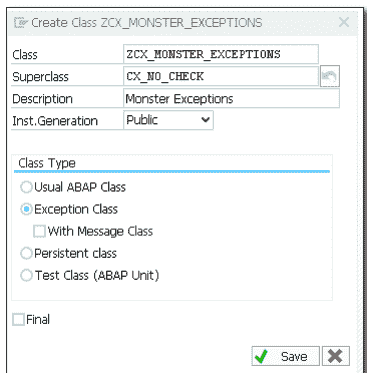 Create Class ZCX_MONSTER_EXCEPTIONS
Class ZCX_MONSTER_EXCEPTIONS
Superclass CX_NO_CHECK
Description Monster Exceptions
Inst.Generation Public
Class Type
Usual ABAP Class
Exception Class
With Message Class
Persistent class
Test Class (ABAP Unit)
Final
Save